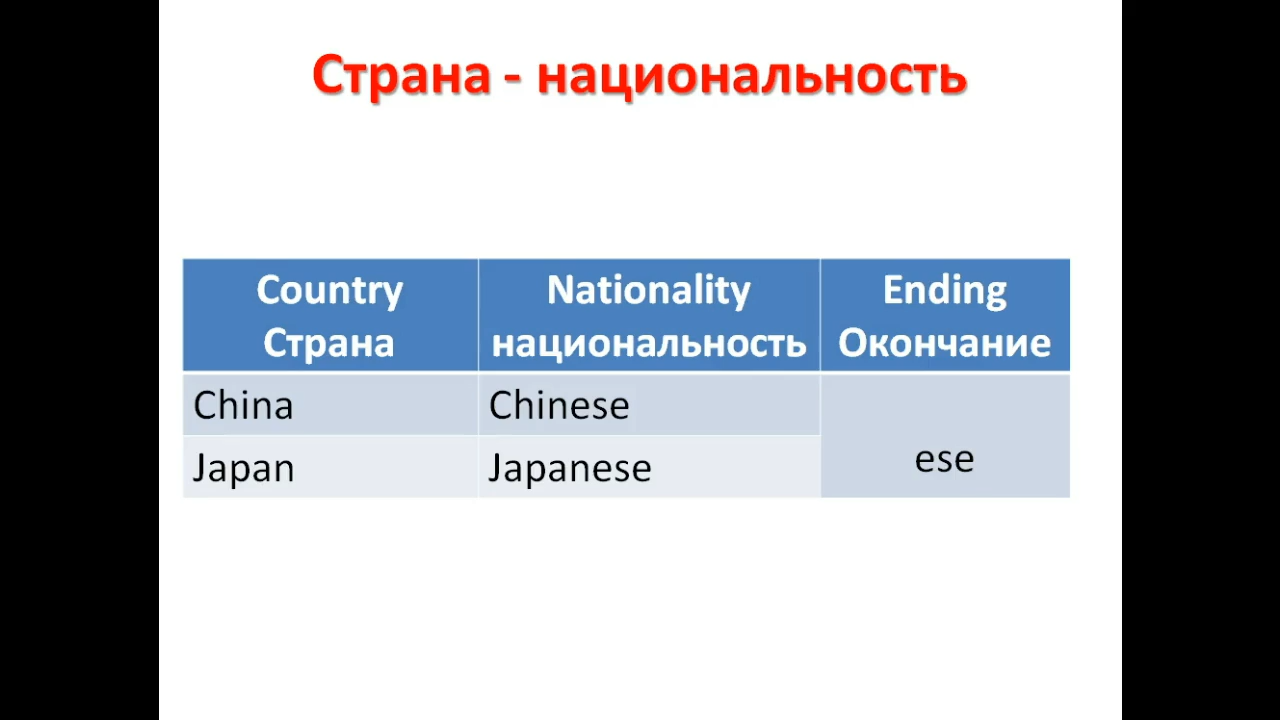 Страна - национальность
Country Nationality Ending
Страна национальность Окончание
China Chinese
Japan Japanese
ese